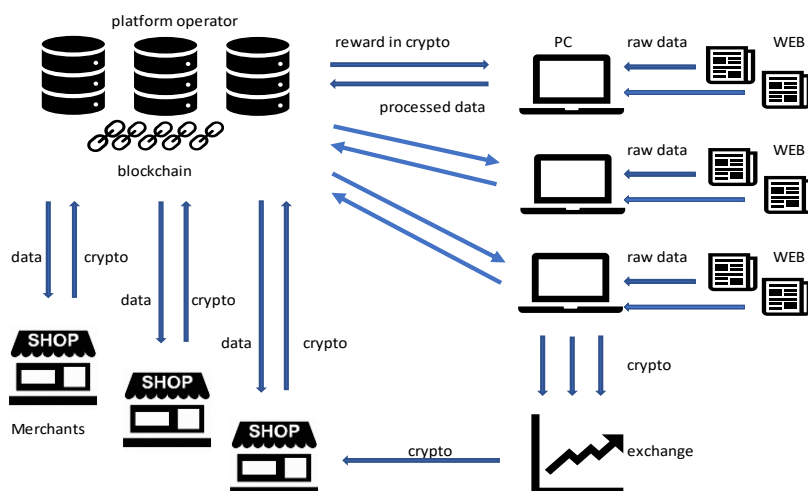 platform operator
reward in crypto
PC
raw data
WEB
processed data
blockchain
raw data
WEB
raw data
WEB
data
crypto
data
crypto
data
crypto
SHOP
SHOP
SHOP
Merchants
crypto
crypto
exchange